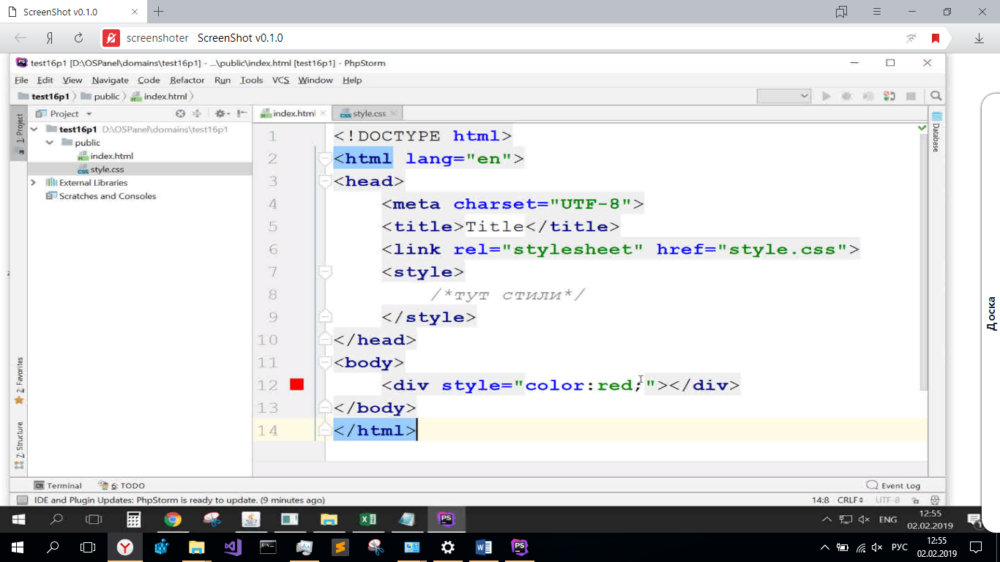 ScreenShot v0.1.0
screenshoter ScreenShot v0.1.0
test16p1 [D:\OSPanel\domains\test16p1] - ...\public\index.html [test16p1] - PhpStorm
File Edit View Navigate Code Refactor Run Tools VCS Window Help
test16p1 public index.html
1: Project
Project
index.html
style.css
Database
test16p1 D:\OSPanel\domains\test16p1
public
index.html
style.css
External Libraries
Scratches and Consoles
1 <!DOCTYPE html>
2 <html lang="en">
3 <head>
4 <meta charset="UTF-8">
5 <title>Title</title>
6 <link rel="stylesheet" href="style.css">
7 <style>
8 /*тут стили*/
9 </style>
10 </head>
11 <body>
12 <div style="color:red;"></div>
13 </body>
14 </html>
2: Favorites
7: Structure
Доска
Terminal 6: TODO Event Log
IDE and Plugin Updates: PhpStorm is ready to update. (9 minutes ago) 14:8 CRLF UTF-8
ENG 12:55
02.02.2019
1
РУС 12:55
02.02.2019